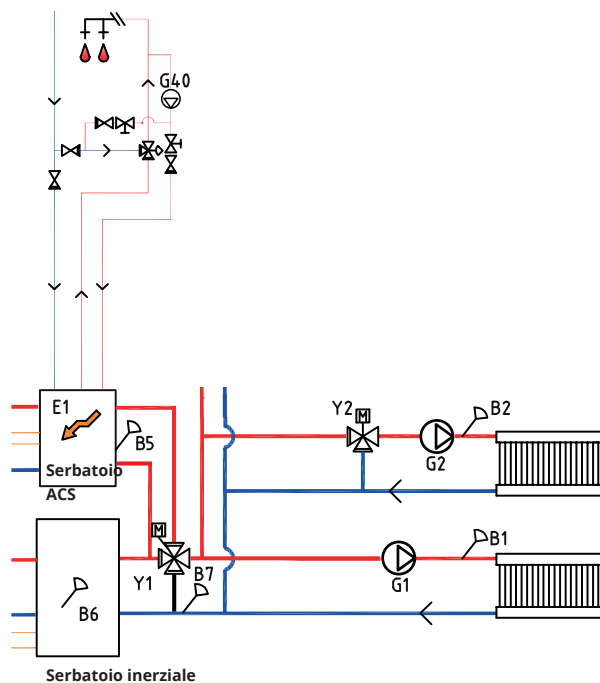 G40
E1
B5
Serbatoio
ACS
Y2
M
B2
G2
M
Y1
B7
B1
G1
B6
Serbatoio inerziale